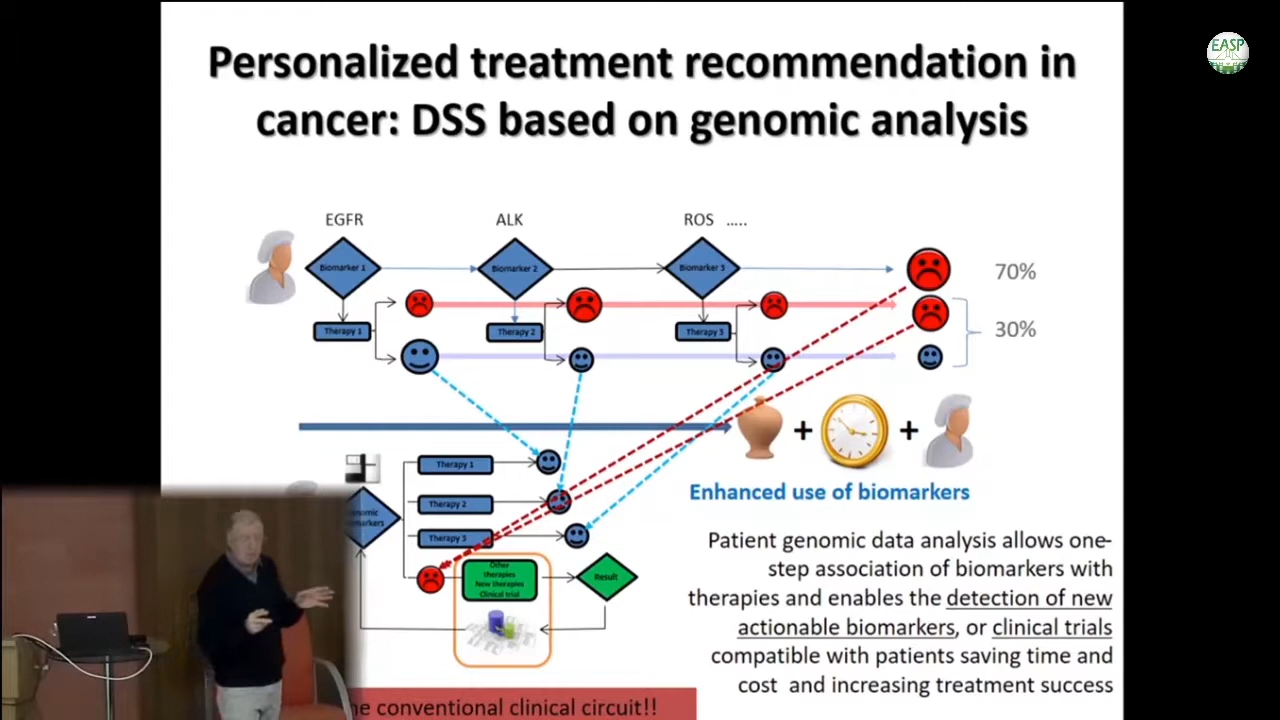 Personalized treatment recommendation in
cancer: DSS based on genomic analysis
EASP
EGFR
ALK
ROS .....
Biomarker 1
Biomarker 2
Biomarker 3
70%
Therapy 1
Therapy 2
Therapy 3
30%
+
+
Therapy 1
Therapy 2
Therapy 3
Other
therapies
New therapies
Clinical trial
Result
Enhanced use of biomarkers
Patient genomic data analysis allows one-
step association of biomarkers with
therapies and enables the detection of new
actionable biomarkers, or clinical trials
compatible with patients saving time and
cost and increasing treatment success
conventional clinical circuit!!